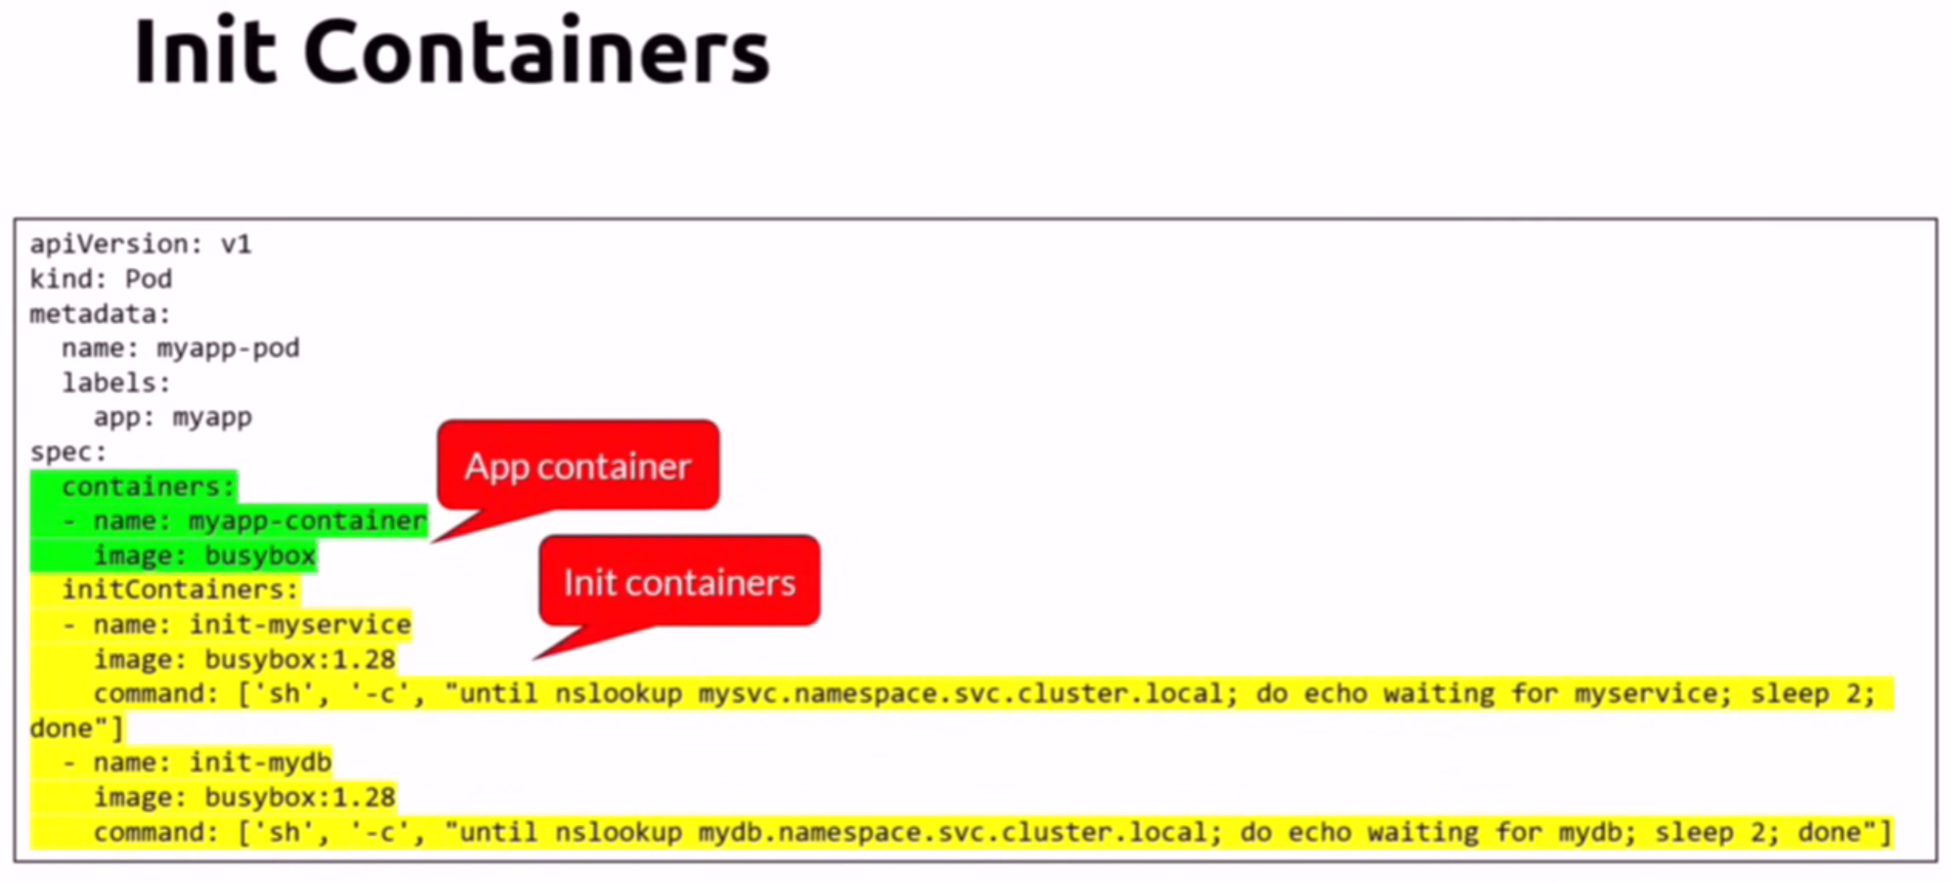 Init Containers
apiVersion: v1
kind: Pod
metadata:
  name: myapp-pod
  labels:
    app: myapp
spec:
  containers:
  - name: myapp-container
    image: busybox
  initContainers:
  - name: init-myservice
    image: busybox:1.28
    command: ['sh', '-c', "until nslookup mysvc.namespace.svc.cluster.local; do echo waiting for myservice; sleep 2;
done"]
  - name: init-mydb
    image: busybox:1.28
    command: ['sh', '-c', "until nslookup mydb.namespace.svc.cluster.local; do echo waiting for mydb; sleep 2; done"]
App container
Init containers